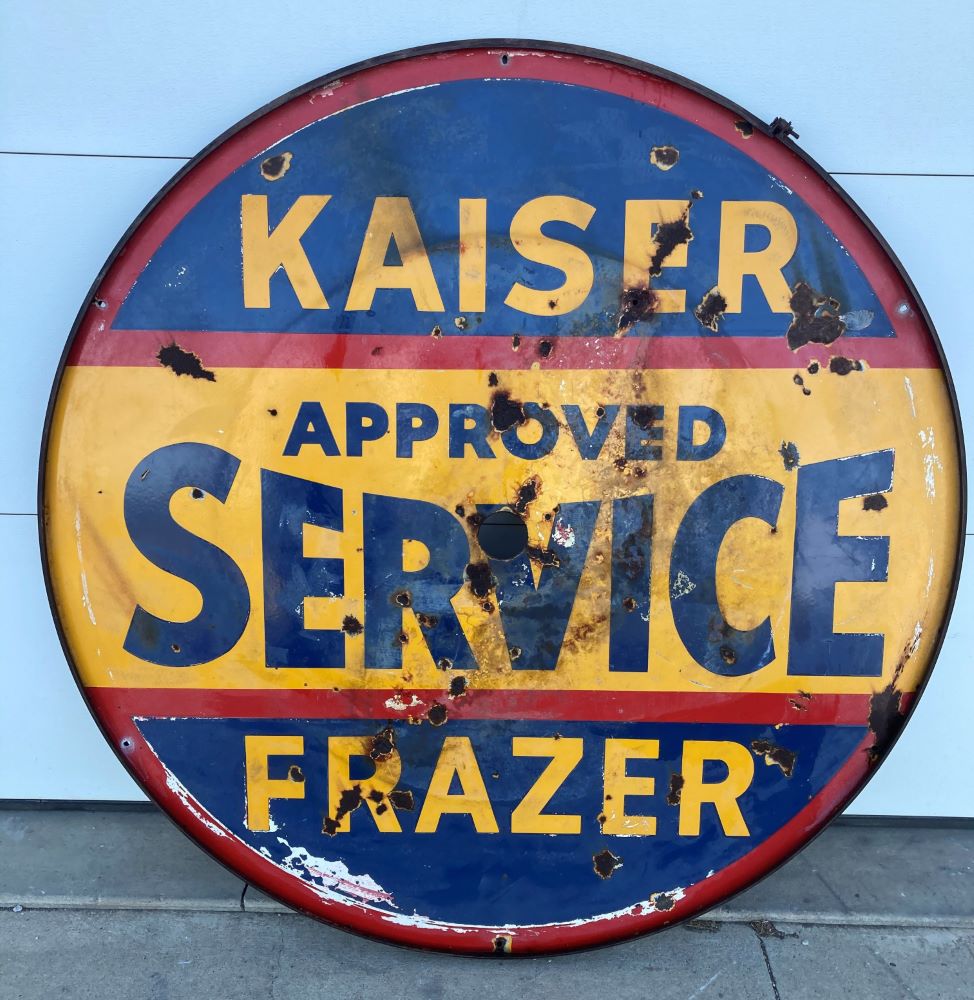 KAISER
APPROVED
SERVICE
FRAZER